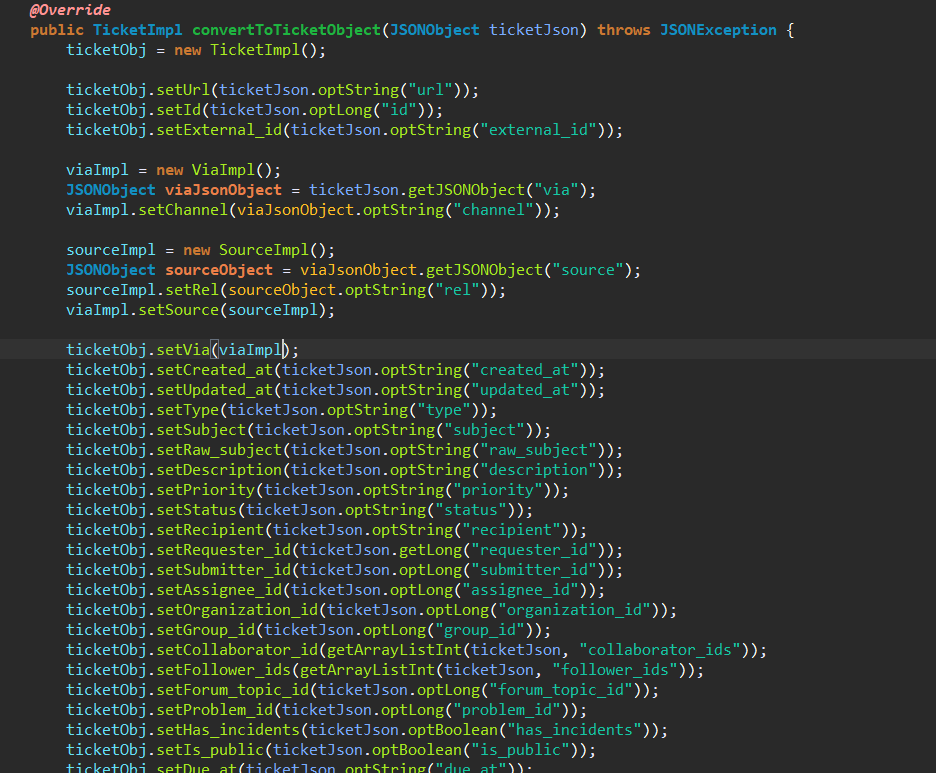 @Override
public TicketImpl convertToTicketObject(JSONObject ticketJson) throws JSONException {
ticketObj = new TicketImpl();
ticketObj.setUrl(ticketJson.optString("url"));
ticketObj.setId(ticketJson.optLong("id"));
ticketObj.setExternal_id(ticketJson.optString("external_id"));
viaImpl = new ViaImpl();
JSONObject viaJsonObject = ticketJson.getJSONObject("via");
viaImpl.setChannel(viaJsonObject.optString("channel"));
sourceImpl = new SourceImpl();
JSONObject sourceObject = viaJsonObject.getJSONObject("source");
sourceImpl.setRel(sourceObject.optString("rel"));
viaImpl.setSource(sourceImpl);
ticketObj.setVia(viaImpl);
ticketObj.setCreated_at(ticketJson.optString("created_at"));
ticketObj.setUpdated_at(ticketJson.optString("updated_at"));
ticketObj.setType(ticketJson.optString("type"));
ticketObj.setSubject(ticketJson.optString("subject"));
ticketObj.setRaw_subject(ticketJson.optString("raw_subject"));
ticketObj.setDescription(ticketJson.optString("description"));
ticketObj.setPriority(ticketJson.optString("priority"));
ticketObj.setStatus(ticketJson.optString("status"));
ticketObj.setRecipient(ticketJson.optString("recipient"));
ticketObj.setRequester_id(ticketJson.getLong("requester_id"));
ticketObj.setSubmitter_id(ticketJson.optLong("submitter_id"));
ticketObj.setAssignee_id(ticketJson.optLong("assignee_id"));
ticketObj.setOrganization_id(ticketJson.optLong("organization_id"));
ticketObj.setGroup_id(ticketJson.optLong("group_id"));
ticketObj.setCollaborator_id(getArrayListInt(ticketJson, "collaborator_ids"));
ticketObj.setFollower_ids(getArrayListInt(ticketJson, "follower_ids"));
ticketObj.setForum_topic_id(ticketJson.optLong("forum_topic_id"));
ticketObj.setProblem_id(ticketJson.optLong("problem_id"));
ticketObj.setHas_incidents(ticketJson.optBoolean("has_incidents"));
ticketObj.setIs_public(ticketJson.optBoolean("is_public"));
ticketObj.setDue_at(ticketJson.optString("due_at"));